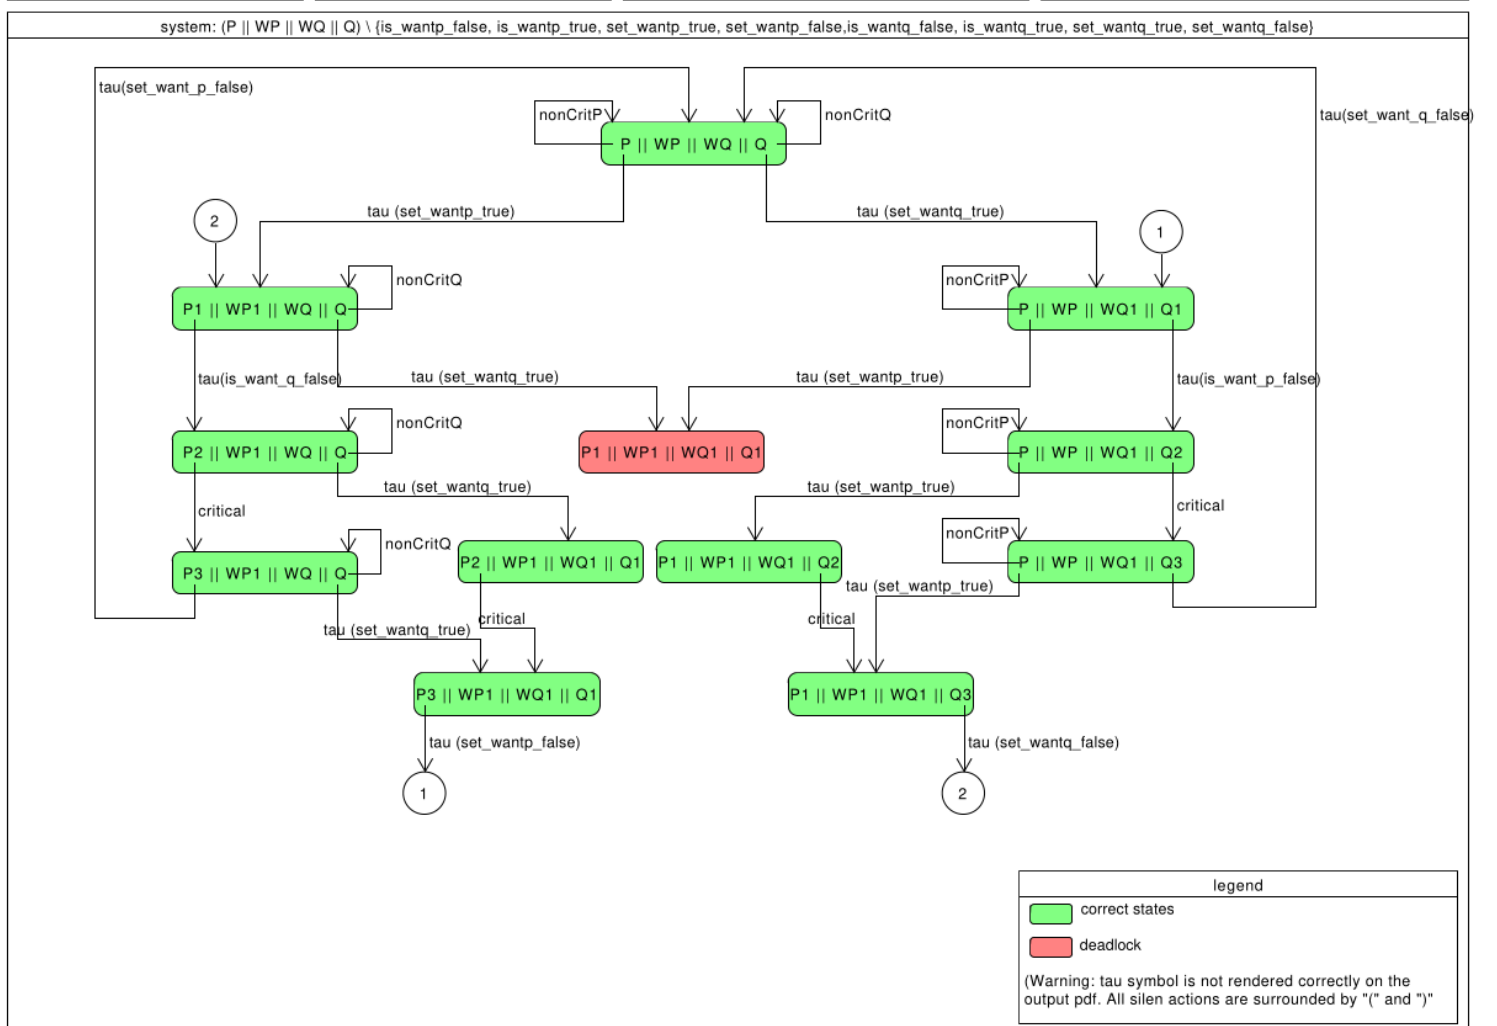 system: (P || WP || WQ || Q) \ {is_wantp_false, is_wantp_true, set_wantp_true, set_wantp_false,is_wantq_false, is_wantq_true, set_wantq_true, set_wantq_false}
tau(set_want_p_false)
nonCritP
nonCritQ
tau(set_want_q_false)
P || WP || WQ || Q
tau (set_wantp_true)
tau (set_wantq_true)
2
1
nonCritQ
nonCritP
P1 || WP1 || WQ || Q
P || WP || WQ1 || Q1
tau(is_want_q_false)
tau (set_wantq_true)
tau (set_wantp_true)
tau(is_want_p_false)
nonCritQ
nonCritP
P2 || WP1 || WQ || Q
P1 || WP1 || WQ1 || Q1
P || WP || WQ1 || Q2
tau (set_wantq_true)
tau (set_wantp_true)
critical
critical
nonCritQ
nonCritP
P3 || WP1 || WQ || Q
P2 || WP1 || WQ1 || Q1
P1 || WP1 || WQ1 || Q2
P || WP || WQ1 || Q3
tau (set_wantp_true)
critical
critical
tau (set_wantq_true)
P3 || WP1 || WQ1 || Q1
P1 || WP1 || WQ1 || Q3
tau (set_wantp_false)
tau (set_wantq_false)
1
2
legend
correct states
deadlock
(Warning: tau symbol is not rendered correctly on the
output pdf. All silen actions are surrounded by "(" and ")"